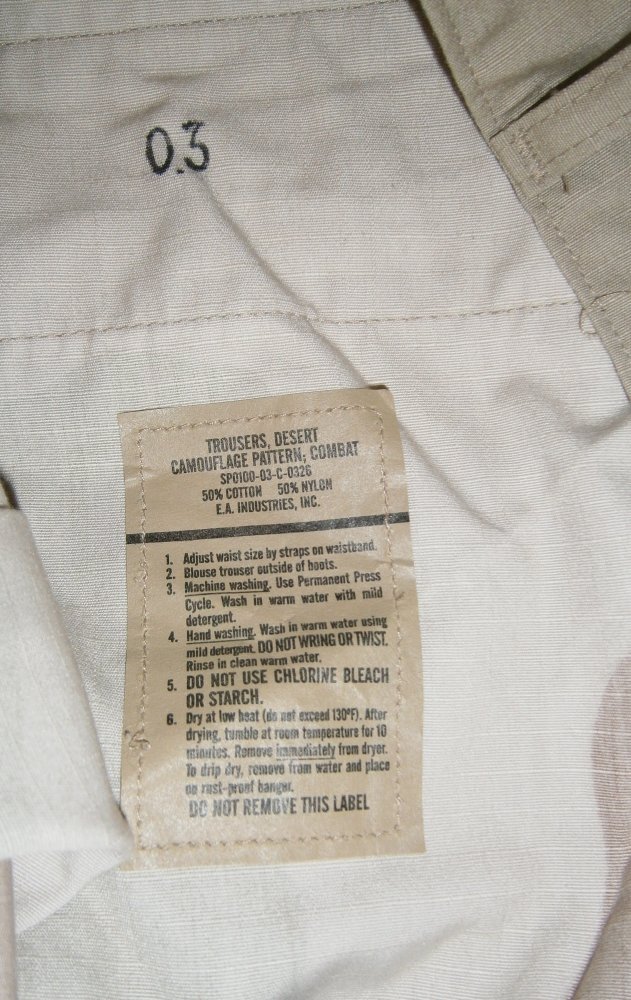 0.3
TROUSERS, DESERT
CAMOUFLAGE PATTERN; COMBAT
SP0100-03-C-0326
50% COTTON 50% NYLON
E.A. INDUSTRIES, INC.
1. Adjust waist size by straps on waistband.
2. Blouse trouser outside of boots.
3. Machine washing. Use Permanent Press
Cycle. Wash in warm water with mild
detergent.
4. Hand washing. Wash in warm water using
mild detergent. DO NOT WRING OR TWIST.
Rinse in clean warm water.
5. DO NOT USE CHLORINE BLEACH
OR STARCH.
6. Dry at low heat (do not exceed 130°F). After
drying, tumble at room temperature for 10
minutes. Remove immediately from dryer.
To drip dry, remove from water and place
on rust-proof hanger.
DO NOT REMOVE THIS LABEL